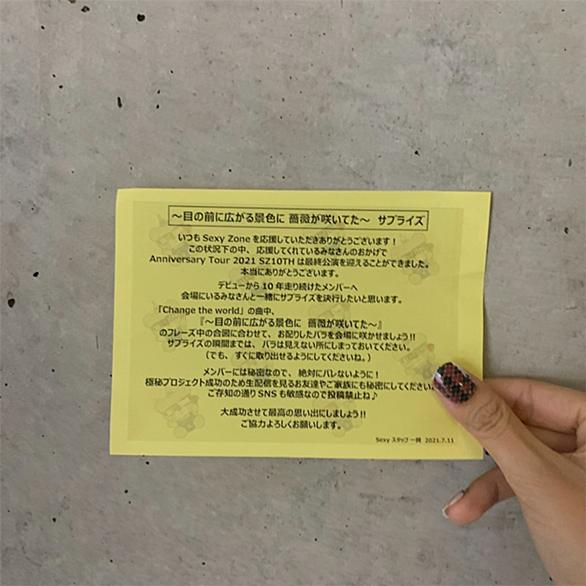 ～目の前に広がる景色に 薔薇が咲いてた～ サプライズ
いつも Sexy Zone を応援していただきありがとうございます！
この状況下の中、応援してくれているみなさんのおかげで
Anniversary Tour 2021 SZ10TH は最終公演を迎えることができました。
本当にありがとうございます。
デビューから 10 年走り続けたメンバーへ
会場にいるみなさんと一緒にサプライズを決行したいと思います。
「Change the world」の曲中、
『～目の前に広がる景色に 薔薇が咲いてた～』
のフレーズ中の合図に合わせて、お配りしたバラを会場に咲かせましょう!!
サプライズの瞬間までは、バラは見えない所にしまっておいてください。
（でも、すぐに取り出せるようにしてくださいね。）
メンバーには秘密なので、絶対にバレないように！
極秘プロジェクト成功のため生配信を見るお友達やご家族にも秘密にしてください
ご存知の通り SNS も敏感なので投稿禁止ね♪
大成功させて最高の思い出にしましょう!!
ご協力よろしくお願いします。
Sexy スタッフ一同 2021.7.11